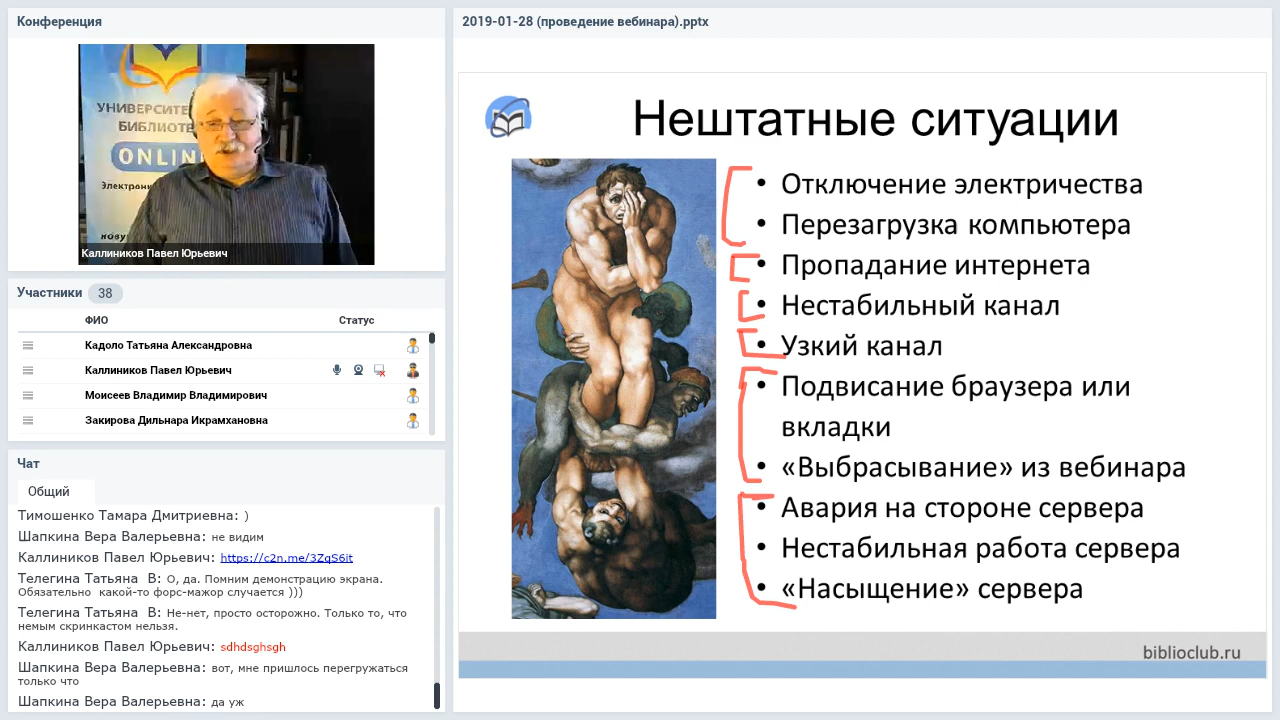 Конференция
УНИВЕРСИТЕ
БИБЛИОТЕ
ONLIN
Электрони
нову
Каллиников Павел Юрьевич
Участники 38
ФИО Статус
Кадоло Татьяна Александровна
Каллиников Павел Юрьевич
Моисеев Владимир Владимирович
Закирова Дильнара Икрамхановна
Чат
Общий
Тимошенко Тамара Дмитриевна: )
Шапкина Вера Валерьевна: не видим
Каллиников Павел Юрьевич: https://c2n.me/3ZqS6it
Телегина Татьяна В: О, да. Помним демонстрацию экрана.
Обязательно какой-то форс-мажор случается )))
Телегина Татьяна В: Не-нет, просто осторожно. Только то, что
немым скринкастом нельзя.
Каллиников Павел Юрьевич: sdhdsghsgh
Шапкина Вера Валерьевна: вот, мне пришлось перегружаться
только что
Шапкина Вера Валерьевна: да уж
2019-01-28 (проведение вебинара).pptx
Нештатные ситуации
• Отключение электричества
• Перезагрузка компьютера
• Пропадание интернета
• Нестабильный канал
• Узкий канал
• Подвисание браузера или
вкладки
• «Выбрасывание» из вебинара
• Авария на стороне сервера
• Нестабильная работа сервера
• «Насыщение» сервера
biblioclub.ru